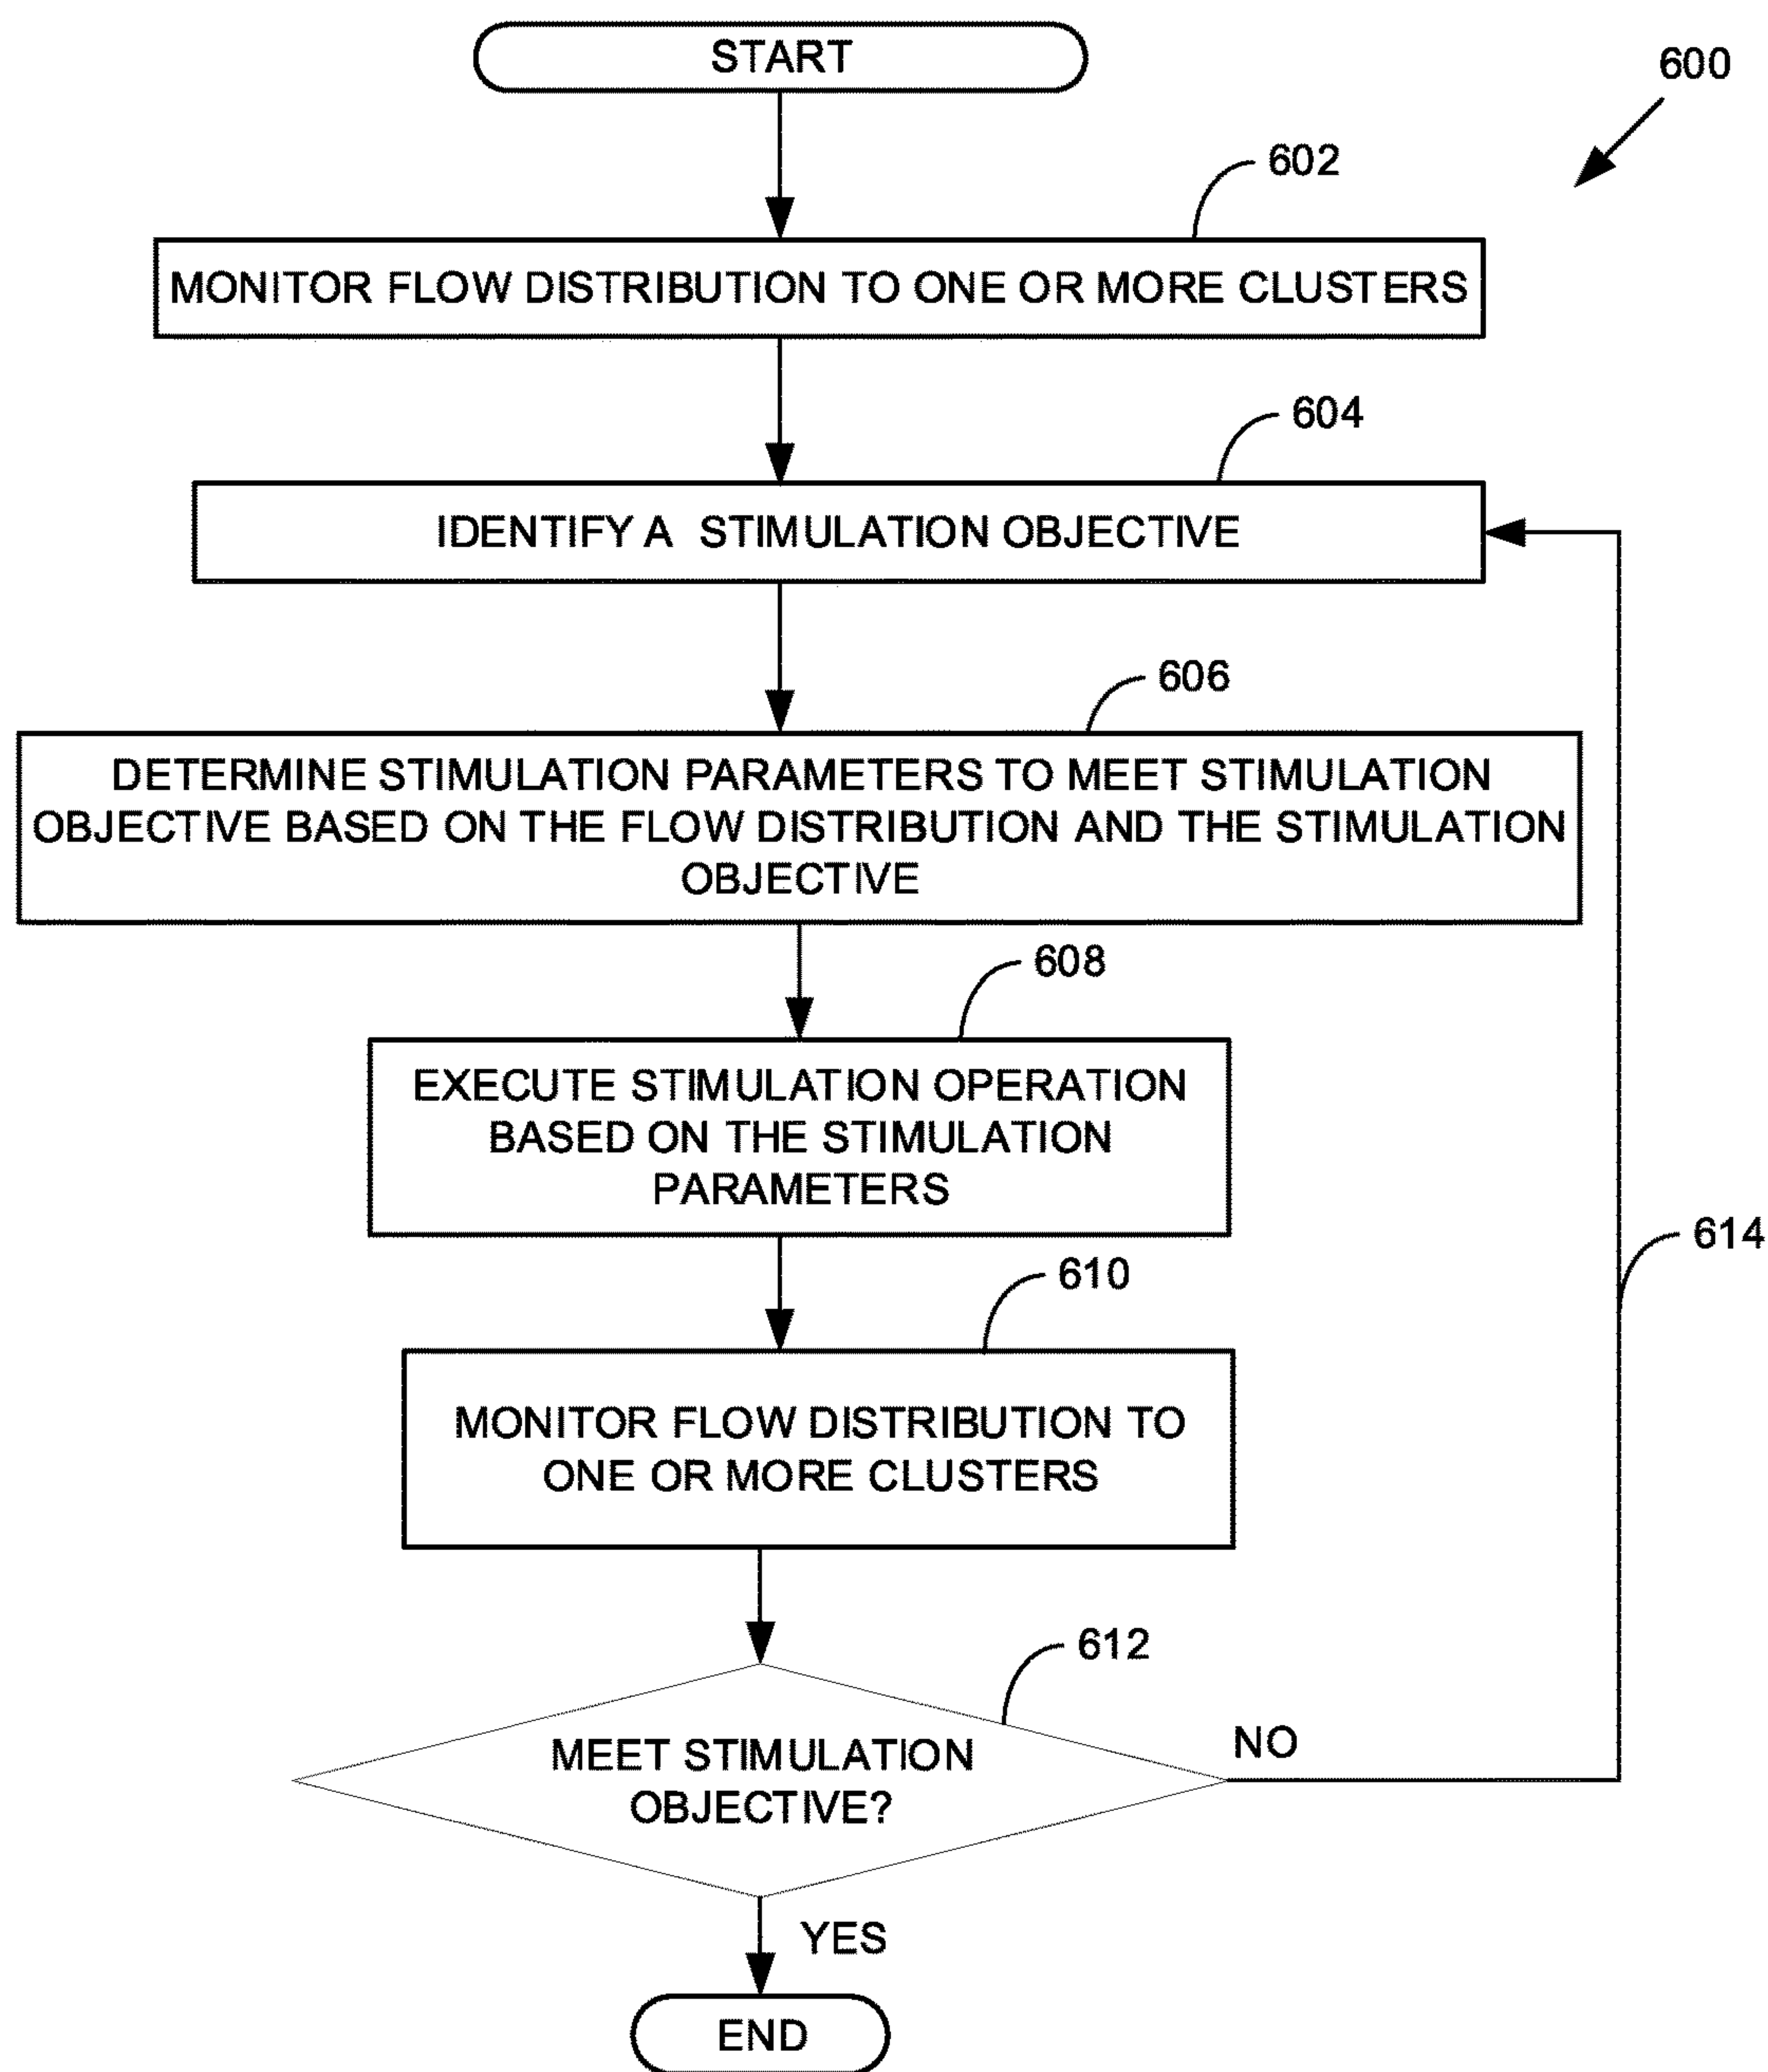 START
600
602
MONITOR FLOW DISTRIBUTION TO ONE OR MORE CLUSTERS
604
IDENTIFY A STIMULATION OBJECTIVE
606
DETERMINE STIMULATION PARAMETERS TO MEET STIMULATION
OBJECTIVE BASED ON THE FLOW DISTRIBUTION AND THE STIMULATION
OBJECTIVE
608
EXECUTE STIMULATION OPERATION
BASED ON THE STIMULATION
PARAMETERS
614
610
MONITOR FLOW DISTRIBUTION TO
ONE OR MORE CLUSTERS
612
MEET STIMULATION
OBJECTIVE?
NO
YES
END